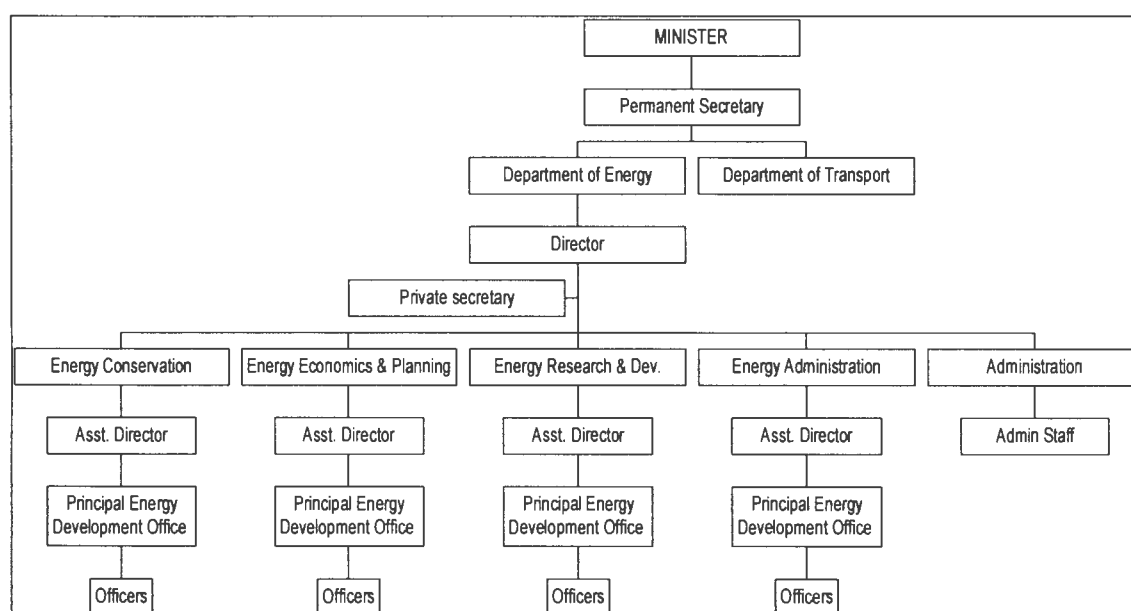 MINISTER
Permanent Secretary
Department of Energy
Department of Transport
Director
Private secretary
Energy Conservation
Energy Economics & Planning
Energy Research & Dev.
Energy Administration
Administration
Asst. Director
Asst. Director
Asst. Director
Asst. Director
Admin Staff
Principal Energy
Development Office
Principal Energy
Development Office
Principal Energy
Development Office
Principal Energy
Development Office
Officers
Officers
Officers
Officers